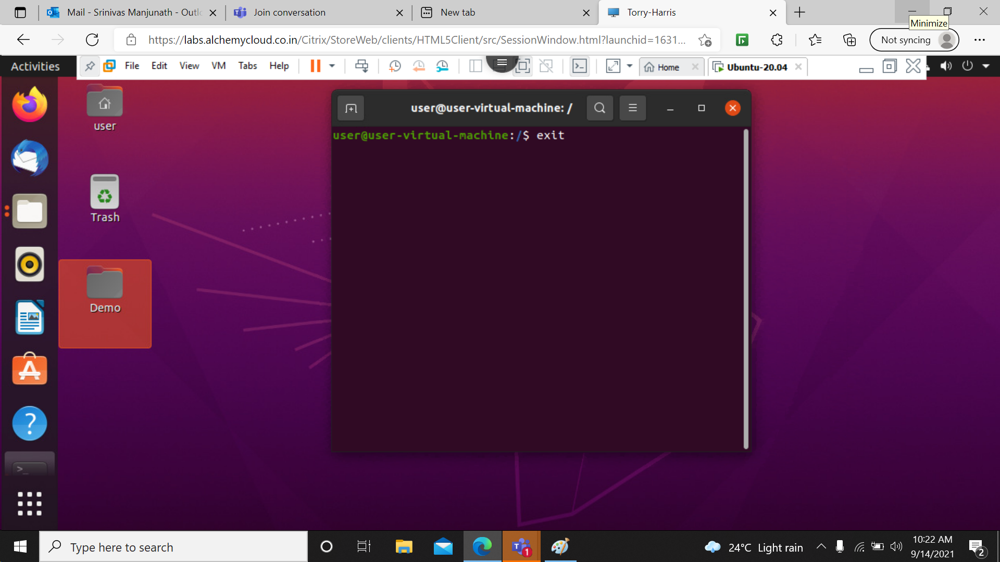 Mail - Srinivas Manjunath - Outlo
Join conversation
New tab
Torry-Harris
Minimize
https://labs.alchemycloud.co.in/Citrix/StoreWeb/clients/HTML5Client/src/SessionWindow.html?launchid=1631...
Not syncing
Activities
File Edit View VM Tabs Help
Home
Ubuntu-20.04
user@user-virtual-machine: /
user@user-virtual-machine:/$ exit
user
Trash
Demo
Type here to search
1
24°C Light rain
10:22 AM
9/14/2021
2